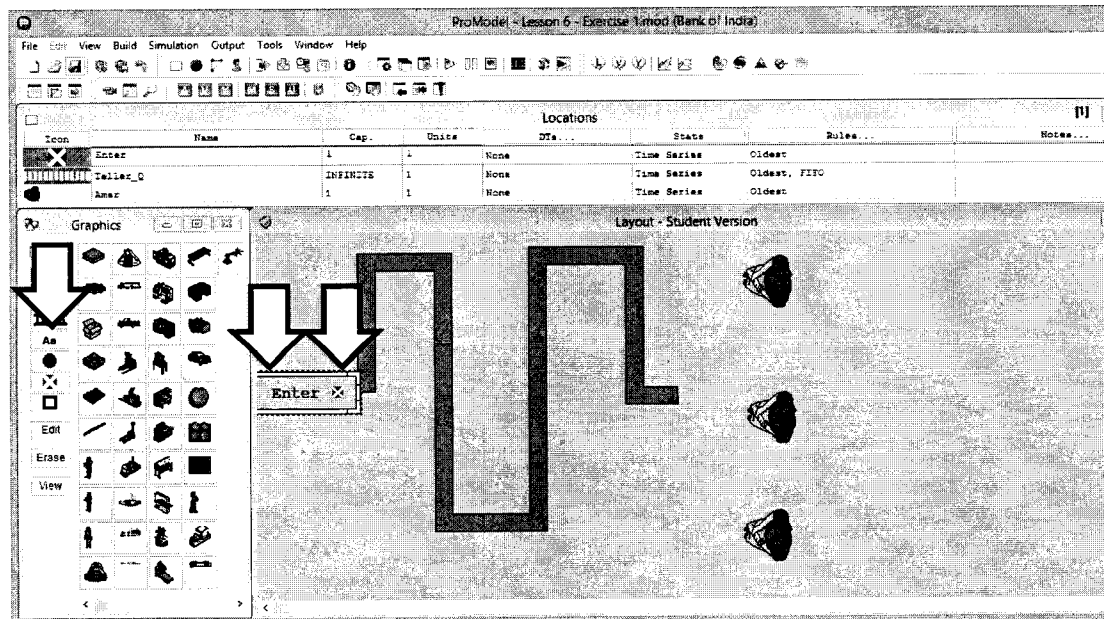 ProModel - Lesson 6 - Exercise 1.mod (Bank of India)
File Edit View Build Simulation Output Tools Window Help
Locations
[1]
Icon Name Cap. Units DTs... State Rules... Notes...
Enter 1 1 None Time Series Oldest
Teller_Q INFINITE 1 None Time Series Oldest, FIFO
Amar 1 1 None Time Series Oldest
Graphics
Layout - Student Version
Aa
Enter
Edit
Erase
View